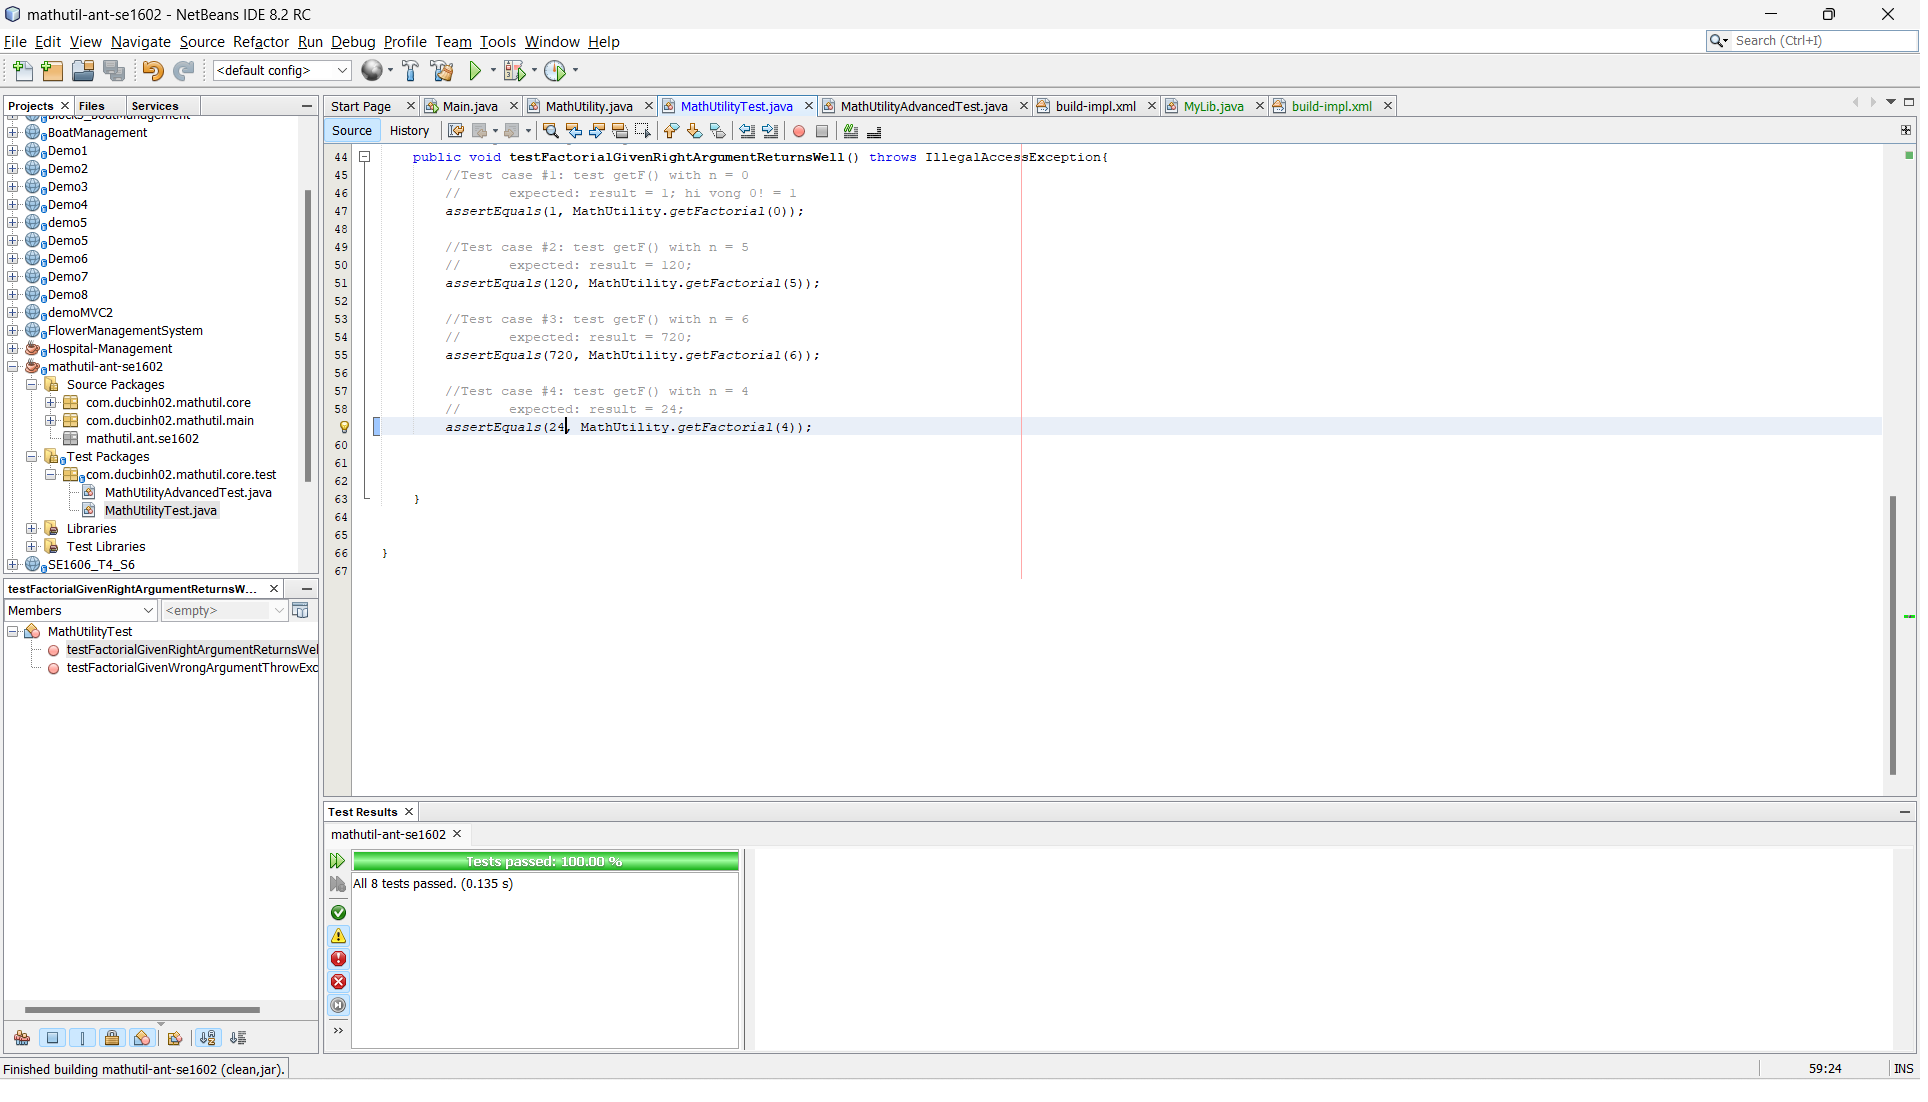 mathutil-ant-se1602 - NetBeans IDE 8.2 RC
File Edit View Navigate Source Refactor Run Debug Profile Team Tools Window Help
Search (Ctrl+I)
<default config>
Projects Files Services
Start Page Main.java MathUtility.java MathUtilityTest.java MathUtilityAdvancedTest.java build-impl.xml MyLib.java build-impl.xml
Source History
Block5_BoatManagement
BoatManagement
Demo1
Demo2
Demo3
Demo4
demo5
Demo5
Demo6
Demo7
Demo8
demoMVC2
FlowerManagementSystem
Hospital-Management
mathutil-ant-se1602
Source Packages
com.ducbinh02.mathutil.core
com.ducbinh02.mathutil.main
mathutil.ant.se1602
Test Packages
com.ducbinh02.mathutil.core.test
MathUtilityAdvancedTest.java
MathUtilityTest.java
Libraries
Test Libraries
SE1606_T4_S6
44 public void testFactorialGivenRightArgumentReturnsWell() throws IllegalAccessException{
45 //Test case #1: test getF() with n = 0
46 // expected: result = 1; hi vong 0! = 1
47 assertEquals(1, MathUtility.getFactorial(0));
48
49 //Test case #2: test getF() with n = 5
50 // expected: result = 120;
51 assertEquals(120, MathUtility.getFactorial(5));
52
53 //Test case #3: test getF() with n = 6
54 // expected: result = 720;
55 assertEquals(720, MathUtility.getFactorial(6));
56
57 //Test case #4: test getF() with n = 4
58 // expected: result = 24;
assertEquals(24, MathUtility.getFactorial(4));
60
61
62
63 }
64
65
66 }
67
testFactorialGivenRightArgumentReturnsW...
Members <empty>
MathUtilityTest
testFactorialGivenRightArgumentReturnsWel
testFactorialGivenWrongArgumentThrowExc
Test Results
mathutil-ant-se1602
Tests passed: 100.00 %
All 8 tests passed. (0.135 s)
Finished building mathutil-ant-se1602 (clean,jar).
59:24
INS